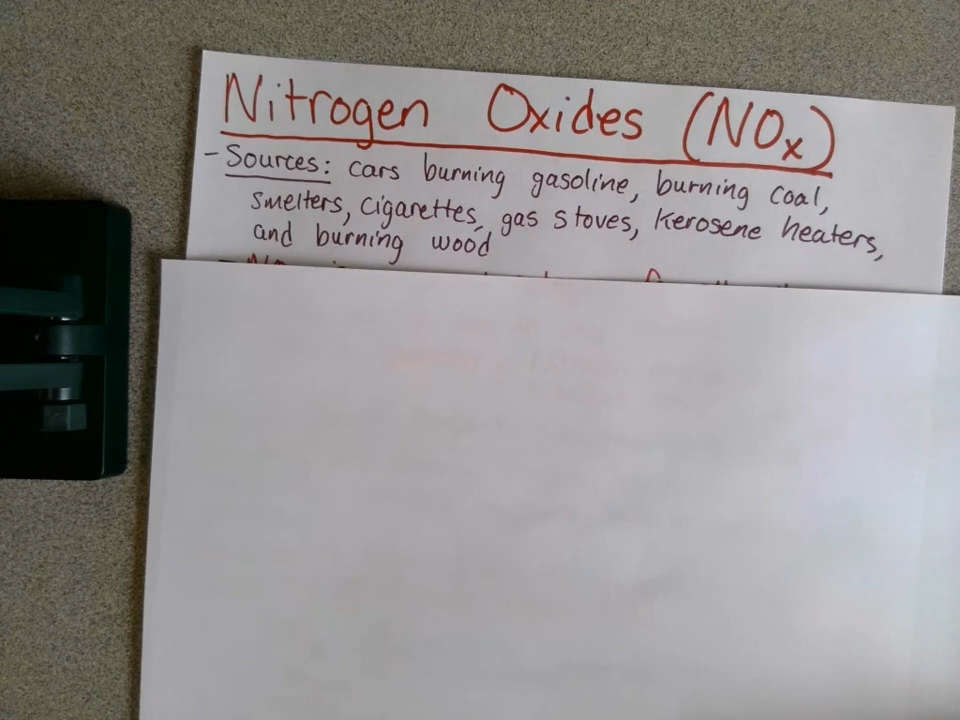 Nitrogen Oxides (NOx)
- Sources: cars burning gasoline, burning coal,
smelters, cigarettes, gas stoves, kerosene heaters,
and burning wood